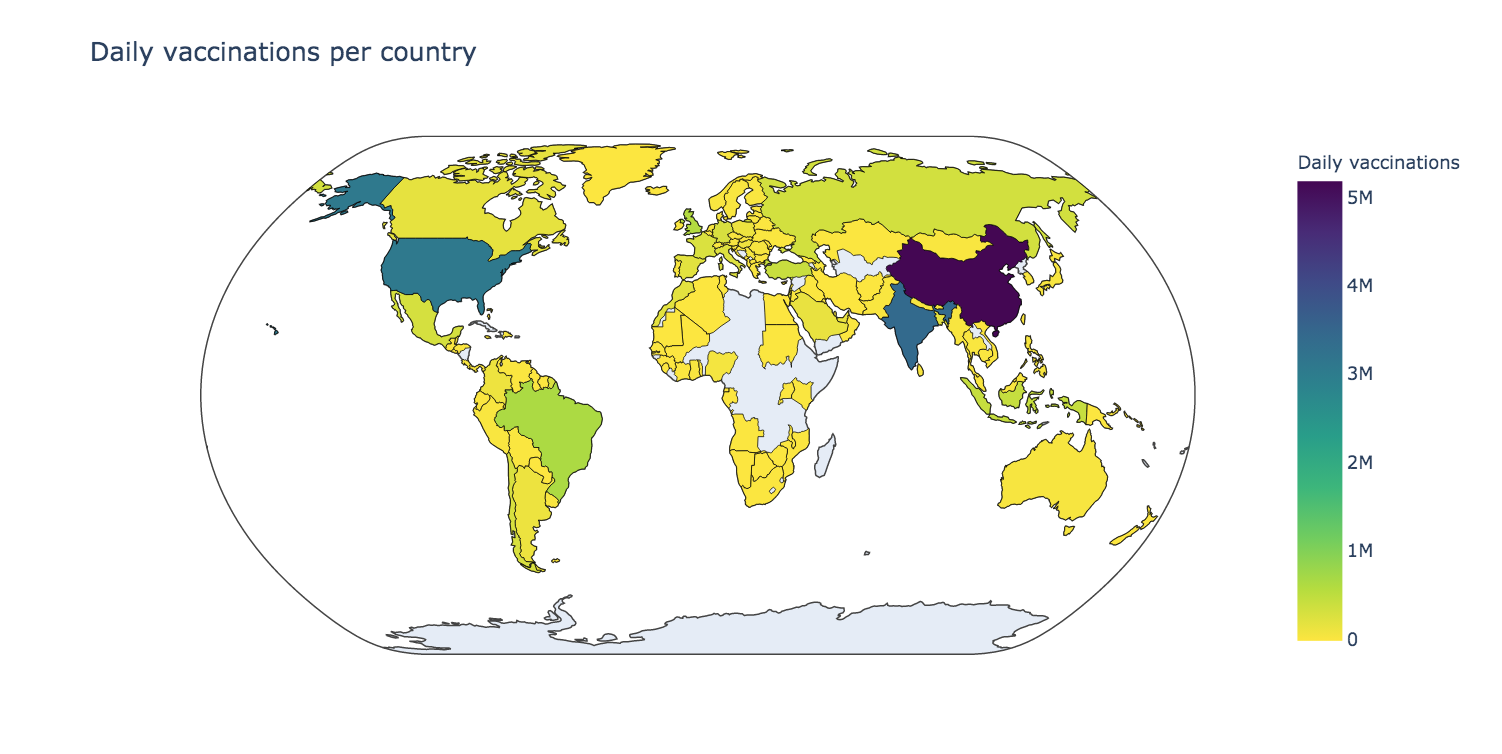 Daily vaccinations per country
Daily vaccinations
5M
4M
3M
2M
1M
0